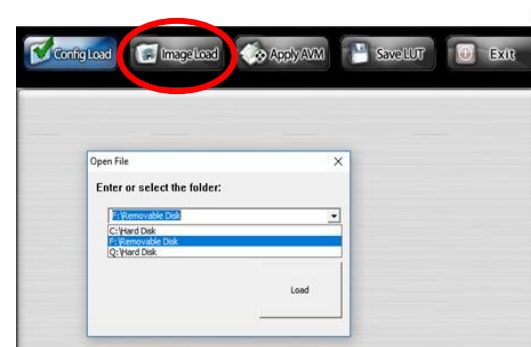 Config Load Image Load Apply AVM Save LUT Exit
Open File
Enter or select the folder:
F:\Removable Disk
C:\Hard Disk
F:\Removable Disk
Q:\Hard Disk
Load